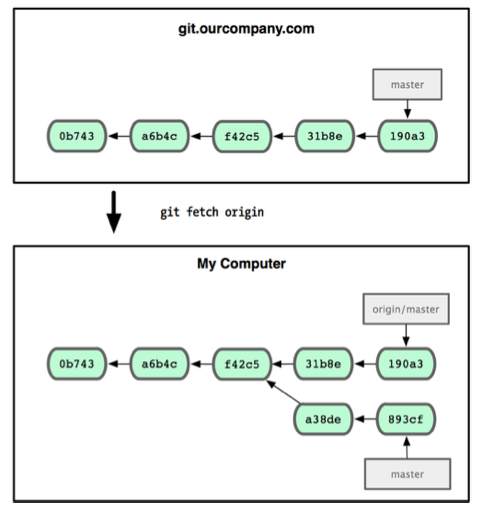 git.ourcompany.com
master
0b743 a6b4c f42c5 31b8e 190a3
git fetch origin
My Computer
origin/master
0b743 a6b4c f42c5 31b8e 190a3
a38de 893cf
master